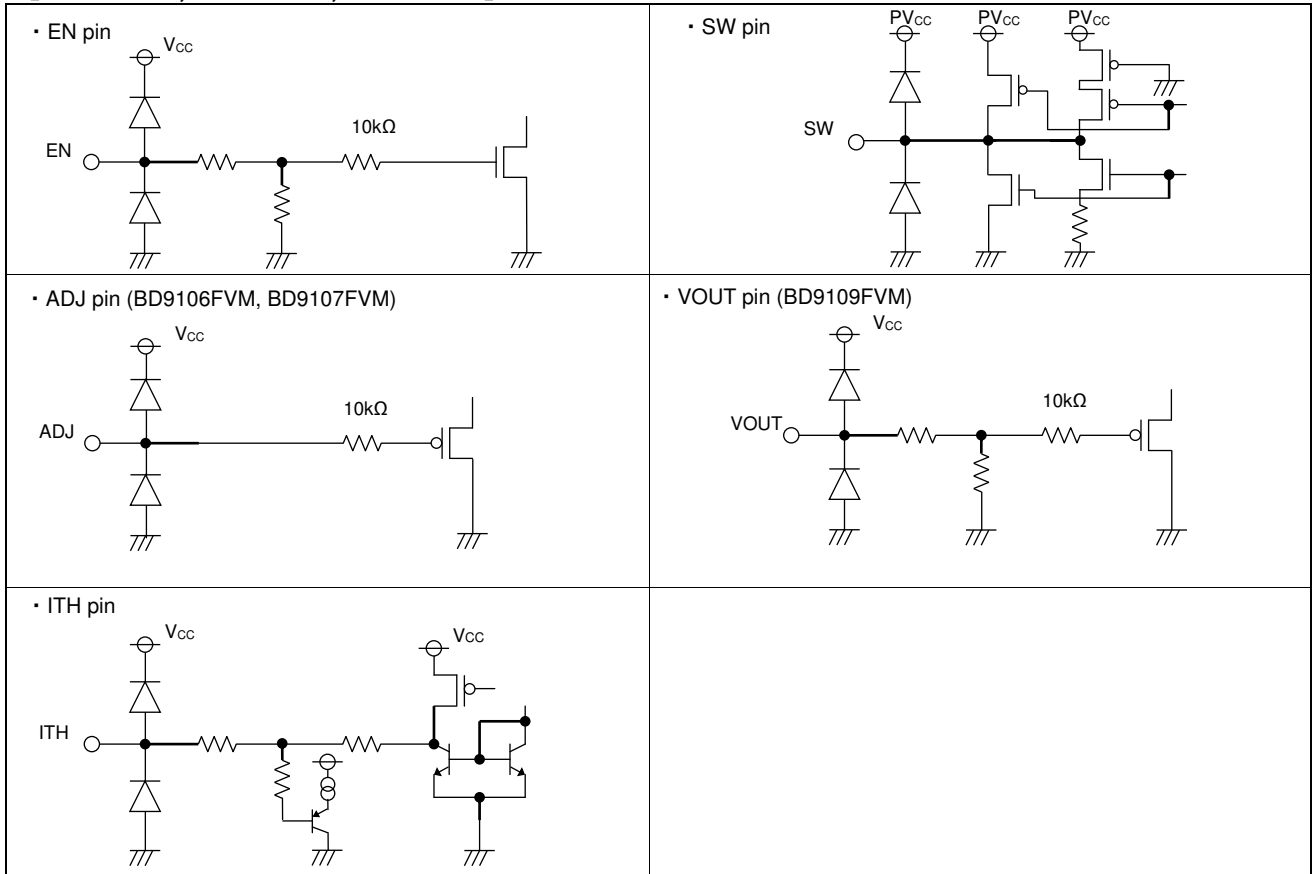 ・EN pin
VCC
10kΩ
EN
・SW pin
PVCC PVCC PVCC
SW
・ADJ pin (BD9106FVM, BD9107FVM)
VCC
10kΩ
ADJ
・VOUT pin (BD9109FVM)
VCC
10kΩ
VOUT
・ITH pin
VCC
VCC
ITH